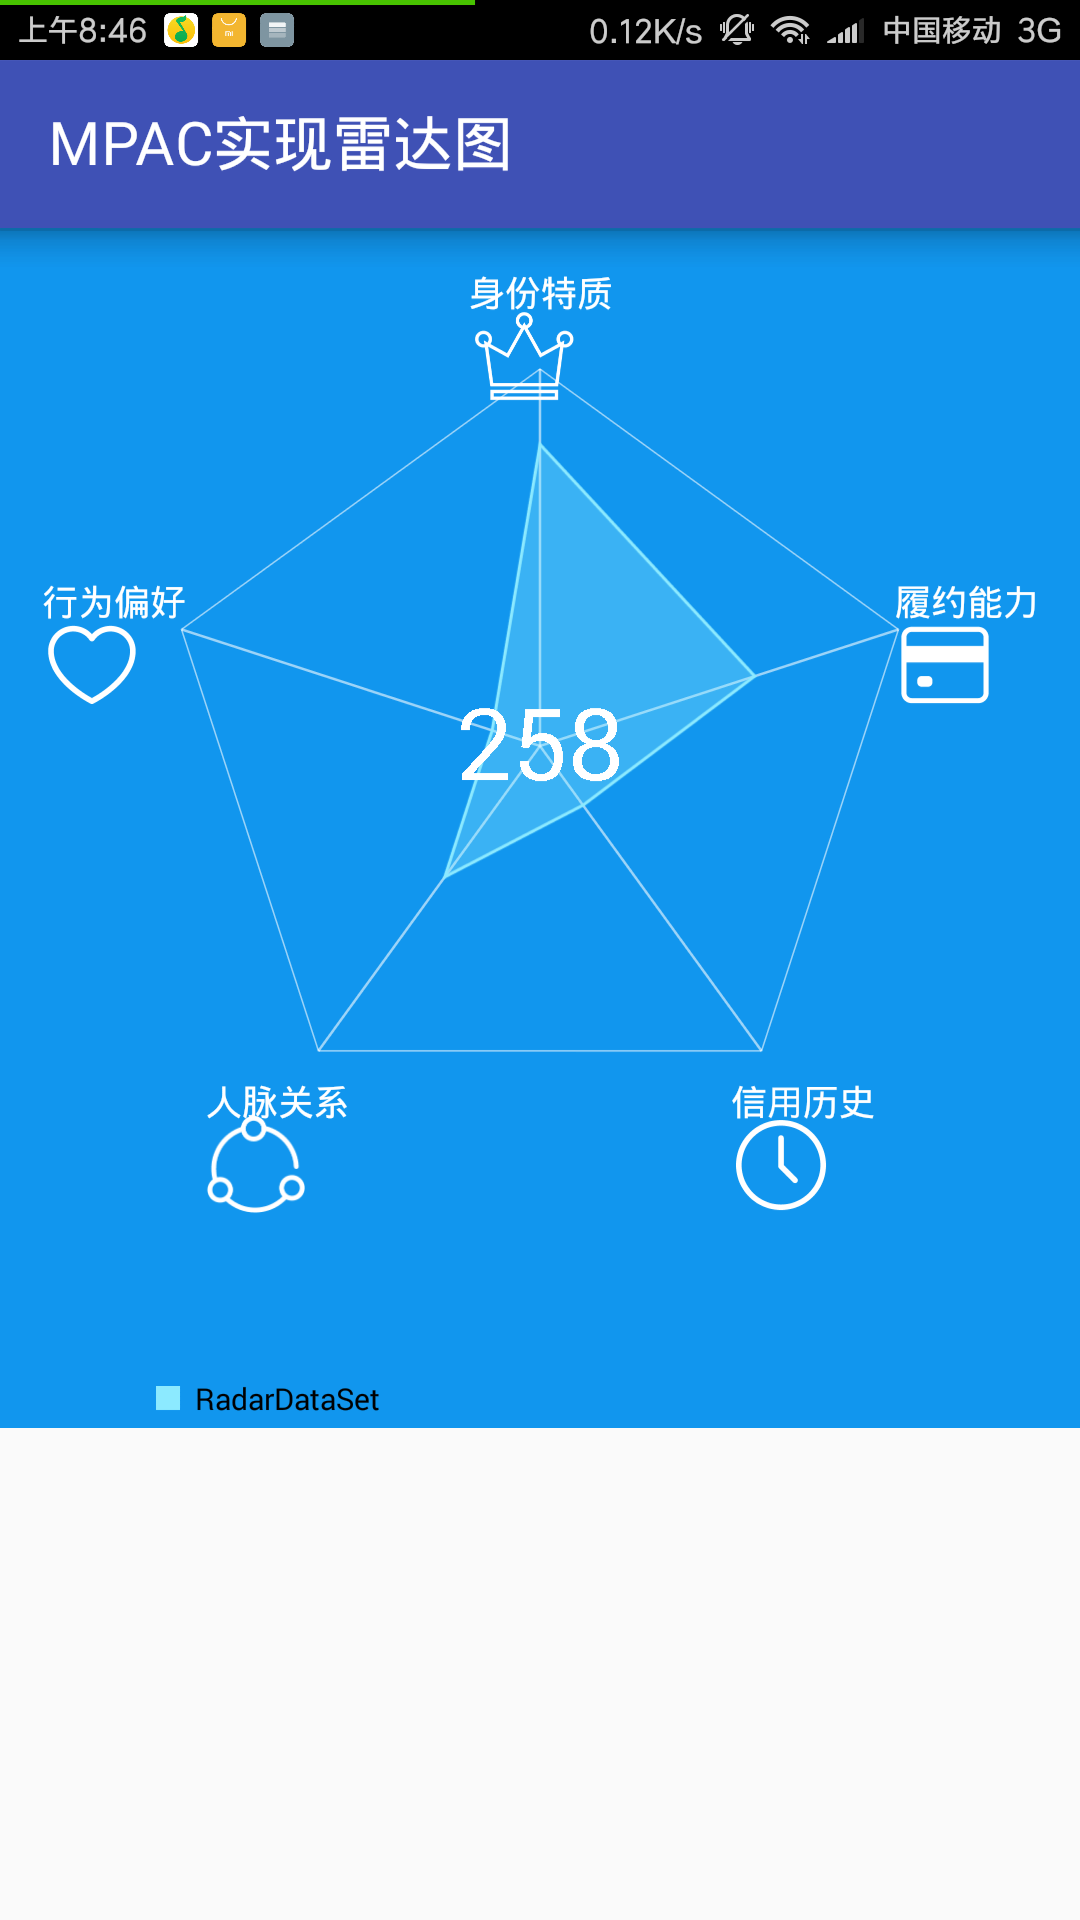 上午8:46 mi 0.12K/s 中国移动 3G
MPAC实现雷达图
身份特质
行为偏好 履约能力
258
人脉关系 信用历史
RadarDataSet